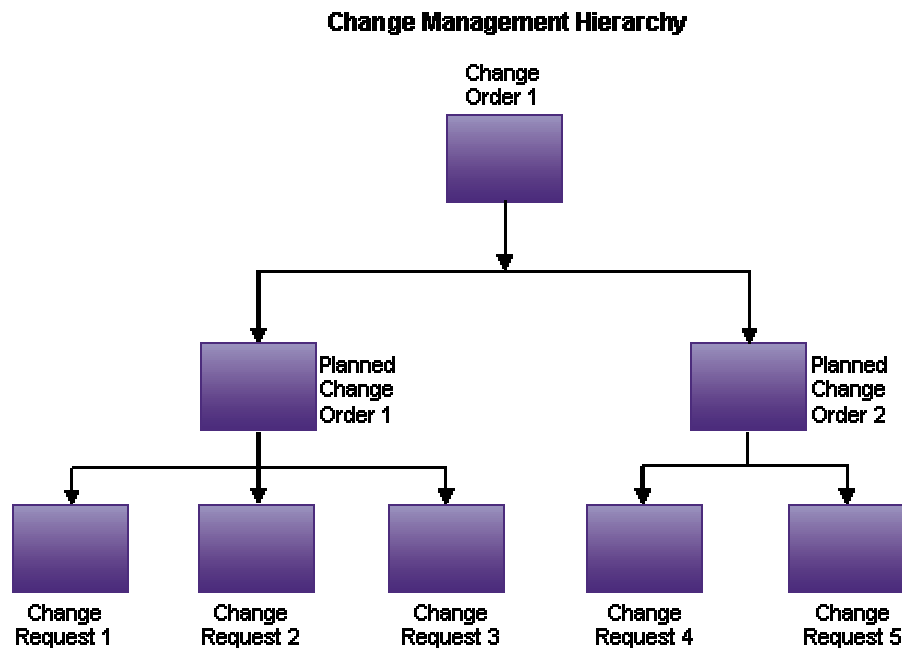 Change Management Hierarchy
Change
Order 1
Planned
Change
Order 1
Planned
Change
Order 2
Change
Request 1
Change
Request 2
Change
Request 3
Change
Request 4
Change
Request 5